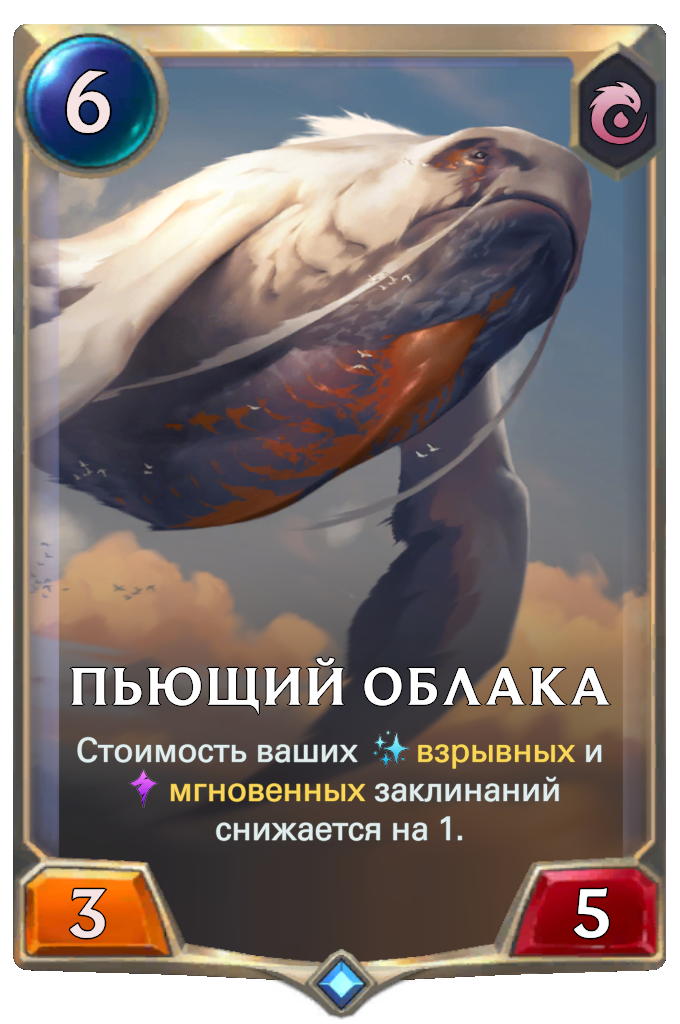 6
ПЬЮЩИЙ ОБЛАКА
Стоимость ваших взрывных и
мгновенных заклинаний
снижается на 1.
3 5